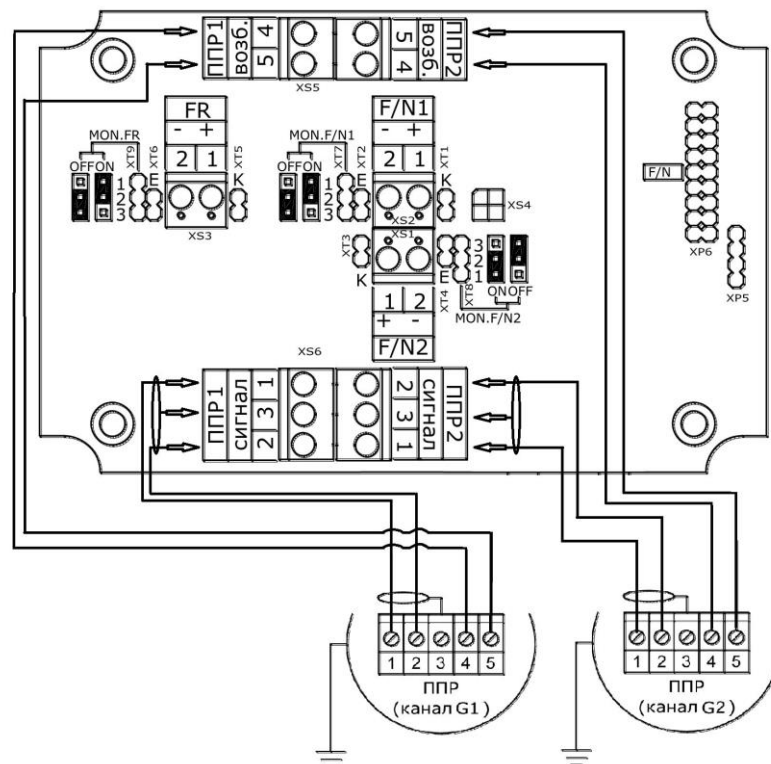 ППР1 возб. 4 5
XS5
5 4 возб. ППР2
FR
- +
2 1
MON.FR
OFF ON
XT9 XT6 XT5
1 E K
2
3
XS3
F/N1
- +
2 1
MON.F/N1
OFF ON
XT7 XT2 XT1
1 E K
2
3
XS2
XS4
F/N
XP6
XP5
XS1
XT3
K
E
XT4 XT8
3
2
1
ON OFF
MON.F/N2
1 2
+ -
F/N2
XS6
ППР1 сигнал 1 3 2
2 3 1 сигнал ППР2
1 2 3 4 5
ППР
(канал G1)
1 2 3 4 5
ППР
(канал G2)